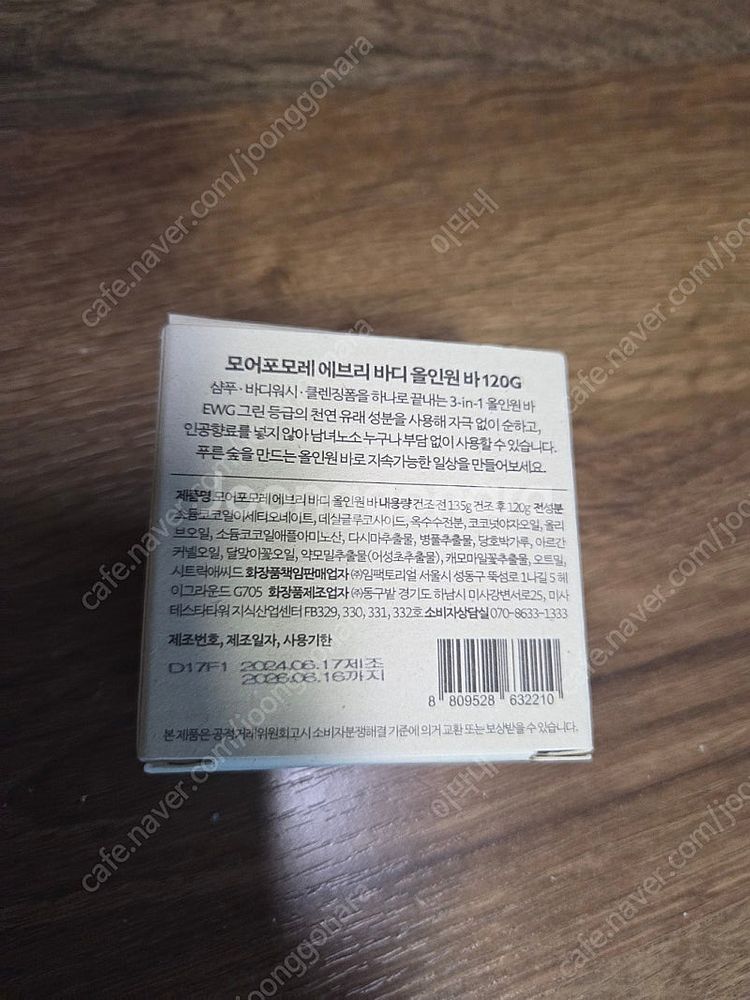 모어포모레 에브리 바디 올인원 바 120G
샴푸·바디워시·클렌징폼을 하나로 끝내는 3-in-1 올인원 바
EWG 그린 등급의 천연 유래 성분을 사용해 자극 없이 순하고,
인공향료를 넣지 않아 남녀노소 누구나 부담 없이 사용할 수 있습니다.
푸른 숲을 만드는 올인원 바로 지속가능한 일상을 만들어보세요.
제품명 모어포모레 에브리 바디 올인원 바 내용량 건조 전 135g 건조 후 120g 전성분
소듐코코일이세티오네이트, 데실글루코사이드, 옥수수전분, 코코넛야자오일, 올리
브오일, 소듐코코일애플아미노산, 다시마추출물, 병풀추출물, 당호박가루, 아르간
커넬오일, 달맞이꽃오일, 약모밀추출물(어성초추출물), 캐모마일꽃추출물, 오트밀,
시트릭애씨드 화장품책임판매업자 ㈜임팩토리얼 서울시 성동구 뚝섬로 1나길 5 헤
이그라운드 G705 화장품제조업자 ㈜동구밭 경기도 하남시 미사강변서로25, 미사
테스타타워 지식산업센터 FB329, 330, 331, 332호 소비자상담실 070-8633-1333
제조번호, 제조일자, 사용기한
D17F1 2024.06.17제조
2026.06.16까지
8 809528 632210
본 제품은 공정거래위원회고시 소비자분쟁해결 기준에 의거 교환 또는 보상받을 수 있습니다.
cafe.naver.com/joonggonara
이막내